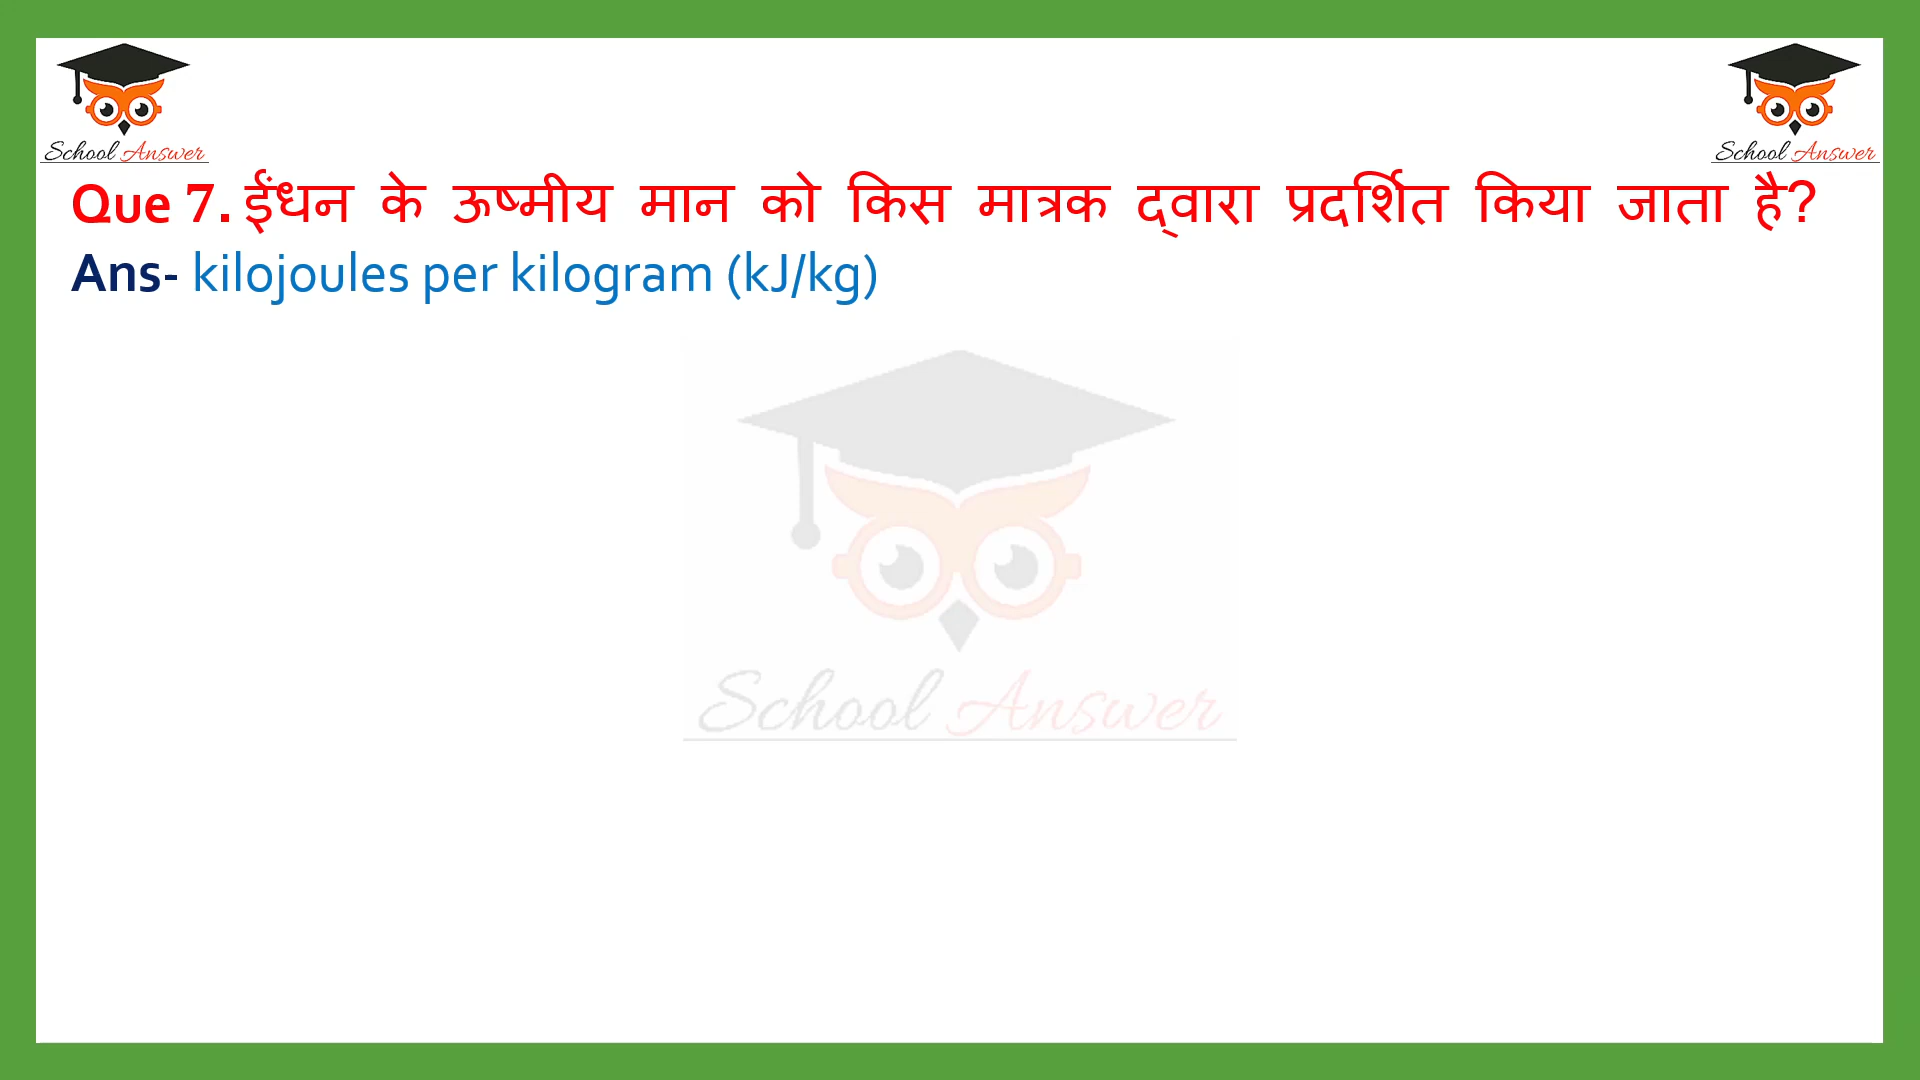 School Answer
School Answer
Que 7. ईंधन के ऊष्मीय मान को किस मात्रक द्वारा प्रदर्शित किया जाता है?
Ans- kilojoules per kilogram (kJ/kg)
School Answer